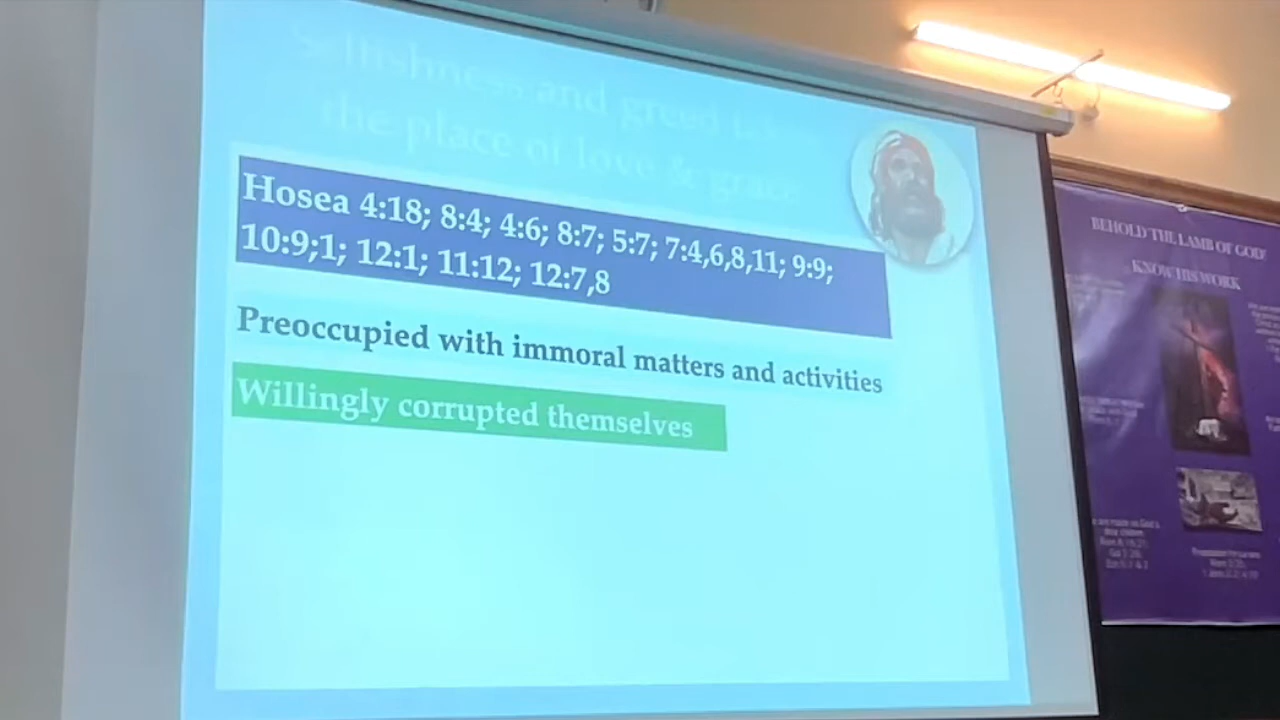 Selfishness and greed
the place of love & grace
Hosea 4:18; 8:4; 4:6; 8:7; 5:7; 7:4,6,8,11; 9:9;
10:9;1; 12:1; 11:12; 12:7,8
Preoccupied with immoral matters and activities
Willingly corrupted themselves
BEHOLD THE LAMB OF GOD!
KNOW HIS WORK